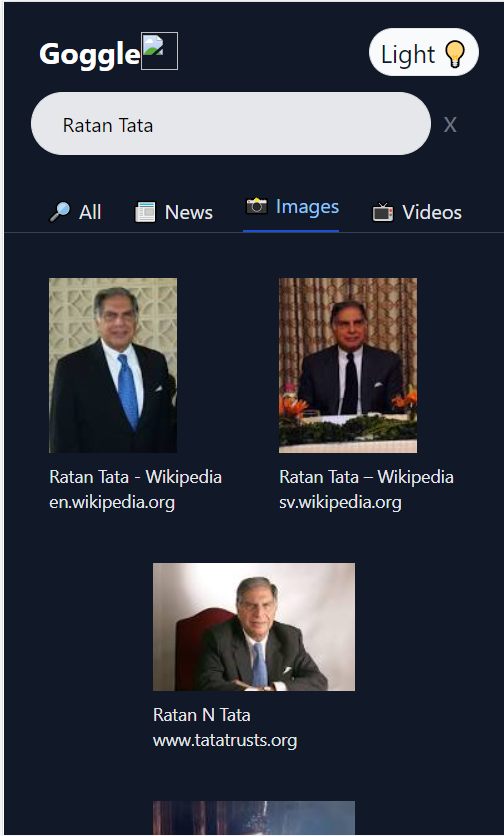 Goggle
Light 💡
Ratan Tata
X
🔎 All
📰 News
📸 Images
📺 Videos
Ratan Tata - Wikipedia
en.wikipedia.org
Ratan Tata – Wikipedia
sv.wikipedia.org
Ratan N Tata
www.tatatrusts.org